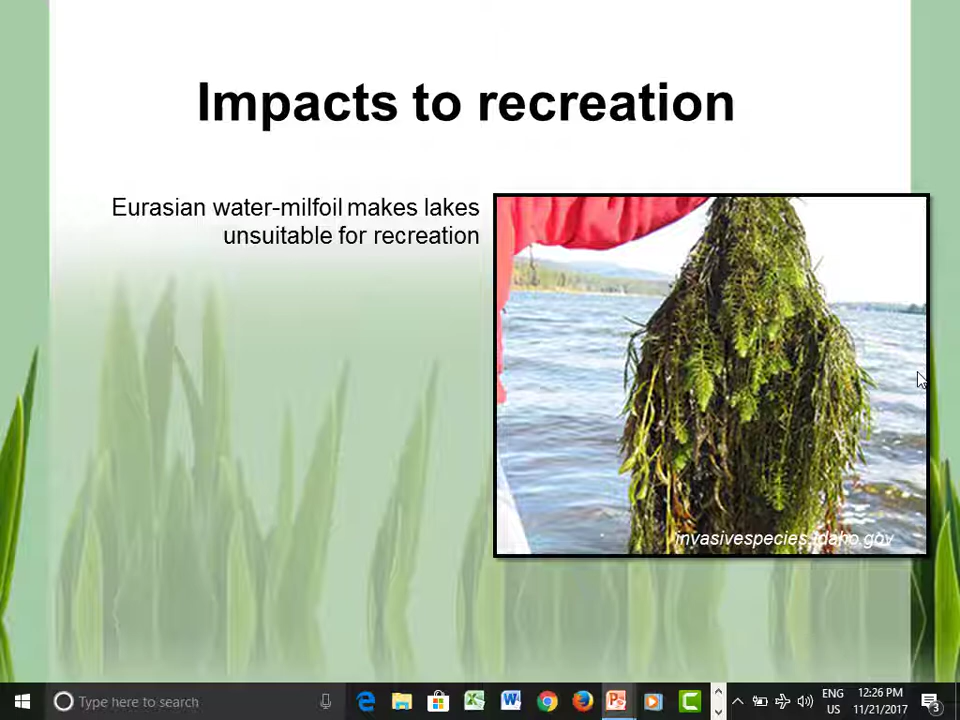 Impacts to recreation
Eurasian water-milfoil makes lakes
unsuitable for recreation
invasivespecies.idaho.gov
Type here to search
ENG
US
12:26 PM
11/21/2017
3